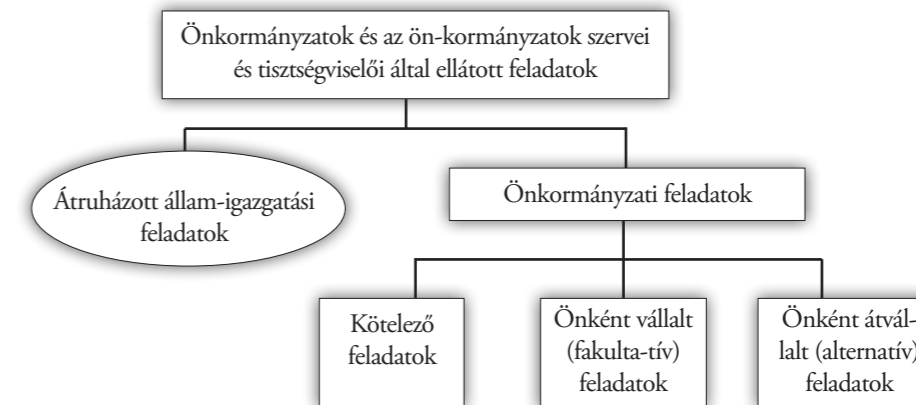 Önkormányzatok és az ön-kormányzatok szervei
és tisztségviselői által ellátott feladatok
Átruházott állam-igazgatási
feladatok
Önkormányzati feladatok
Kötelező
feladatok
Önként vállalt
(fakulta-tív)
feladatok
Önként átvál-
lalt (alternatív)
feladatok